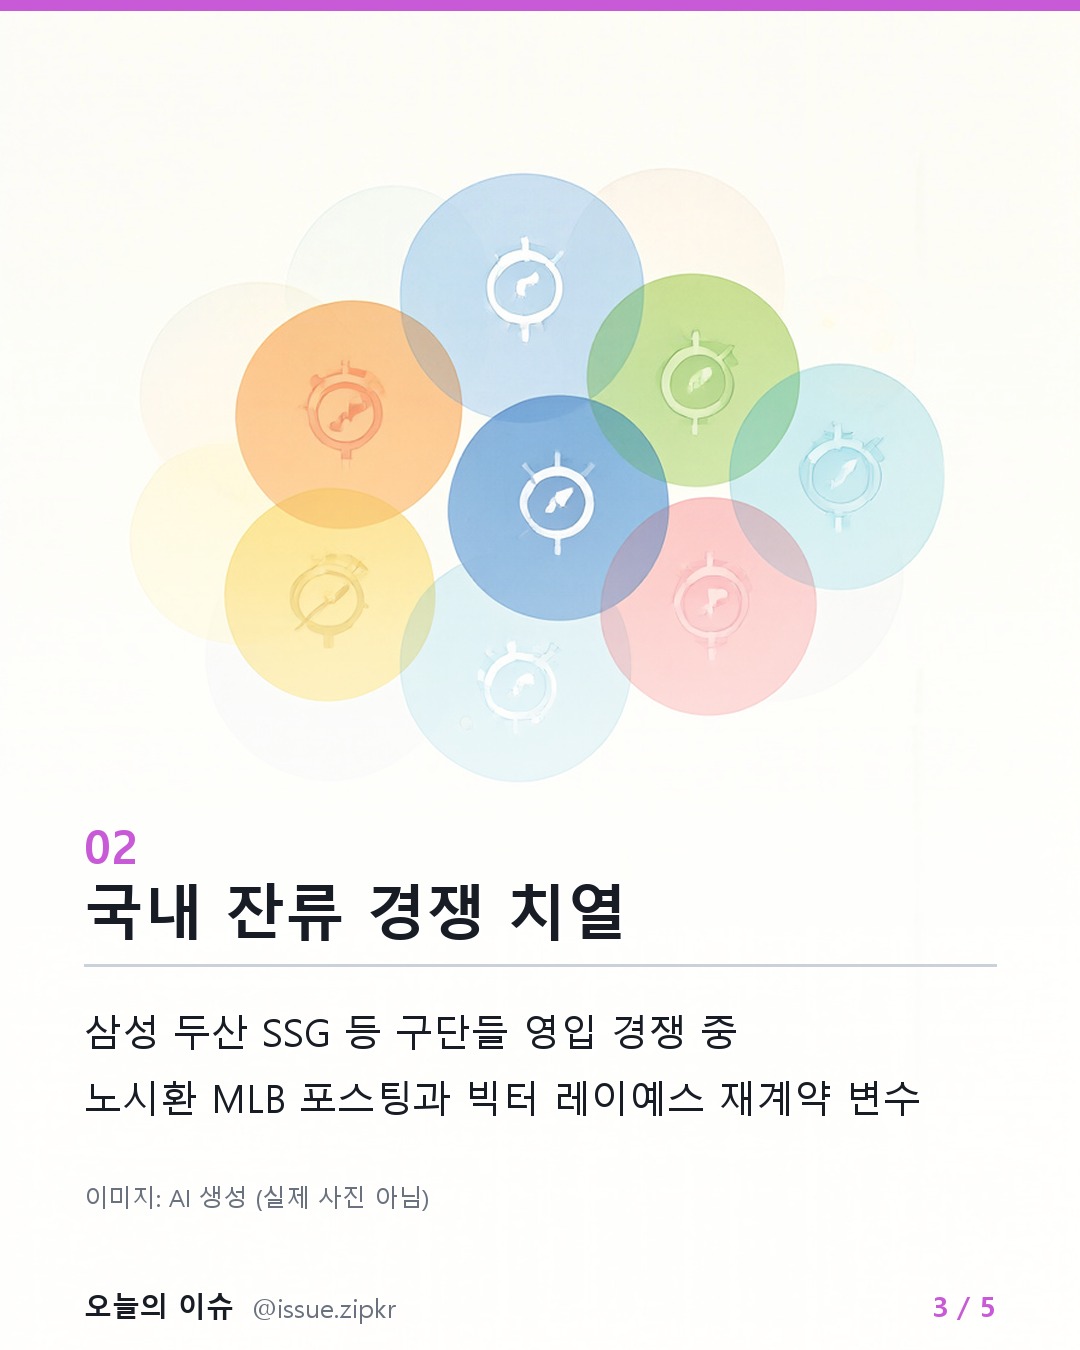 02
국내 잔류 경쟁 치열
삼성 두산 SSG 등 구단들 영입 경쟁 중
노시환 MLB 포스팅과 빅터 레이예스 재계약 변수
이미지: AI 생성 (실제 사진 아님)
오늘의 이슈 @issue.zipkr
3 / 5